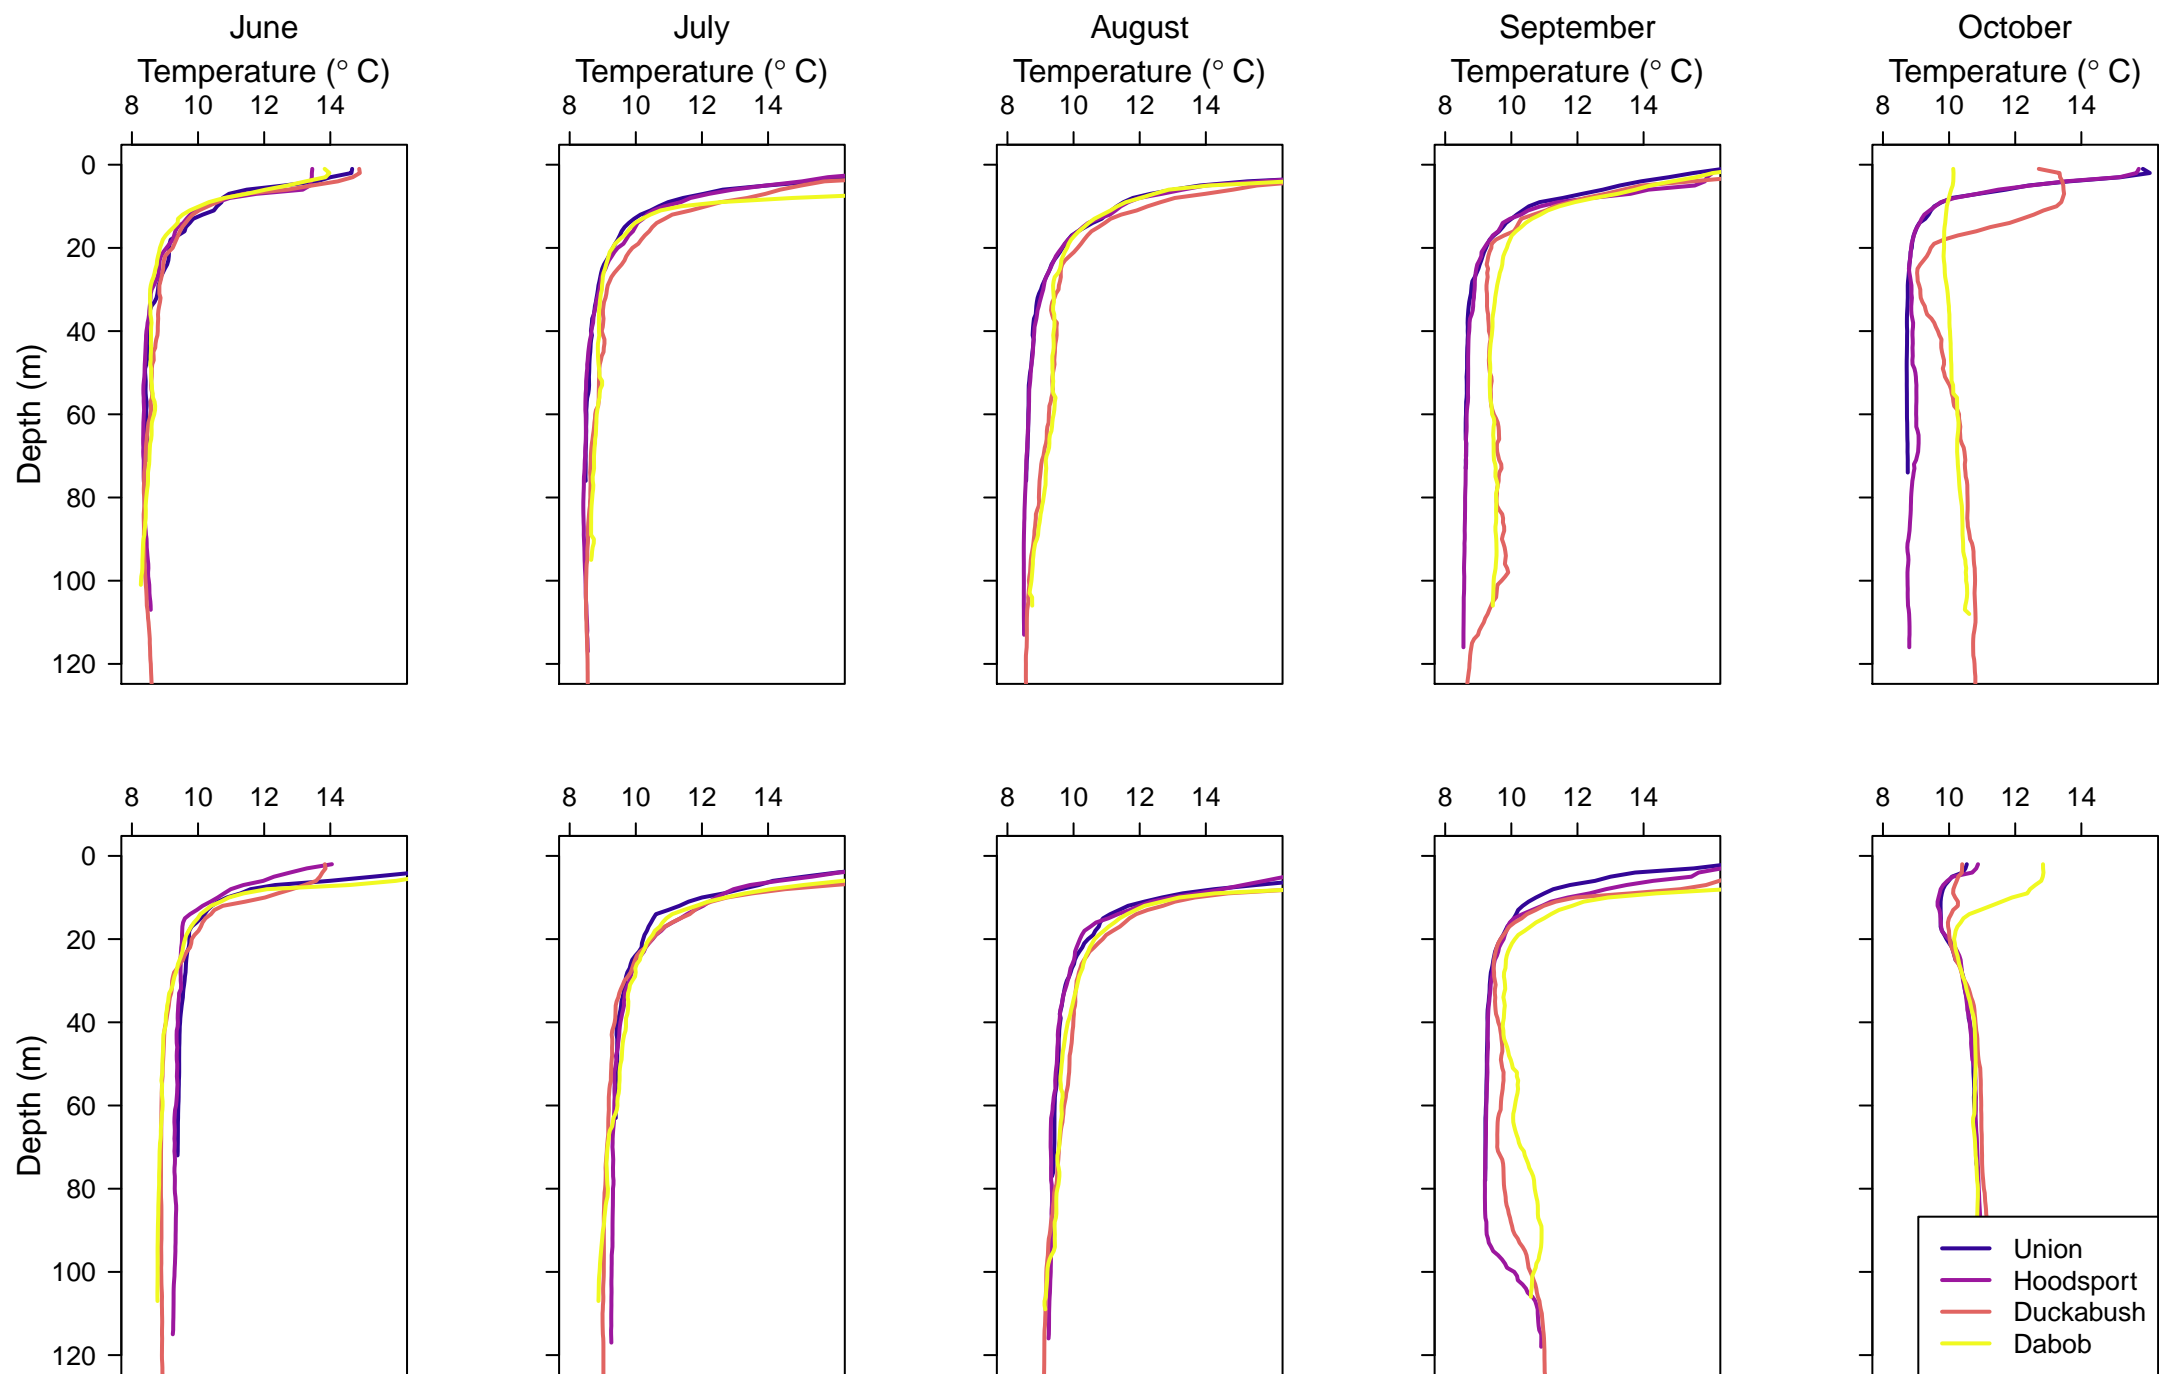 June July August September October
Temperature (° C) Temperature (° C) Temperature (° C) Temperature (° C) Temperature (° C)
8 10 12 14 8 10 12 14 8 10 12 14 8 10 12 14 8 10 12 14
0
20
40
60
80
100
120
Depth (m)
8 10 12 14 8 10 12 14 8 10 12 14 8 10 12 14 8 10 12 14
0
20
40
60
80
100
120
Depth (m)
Union
Hoodsport
Duckabush
Dabob